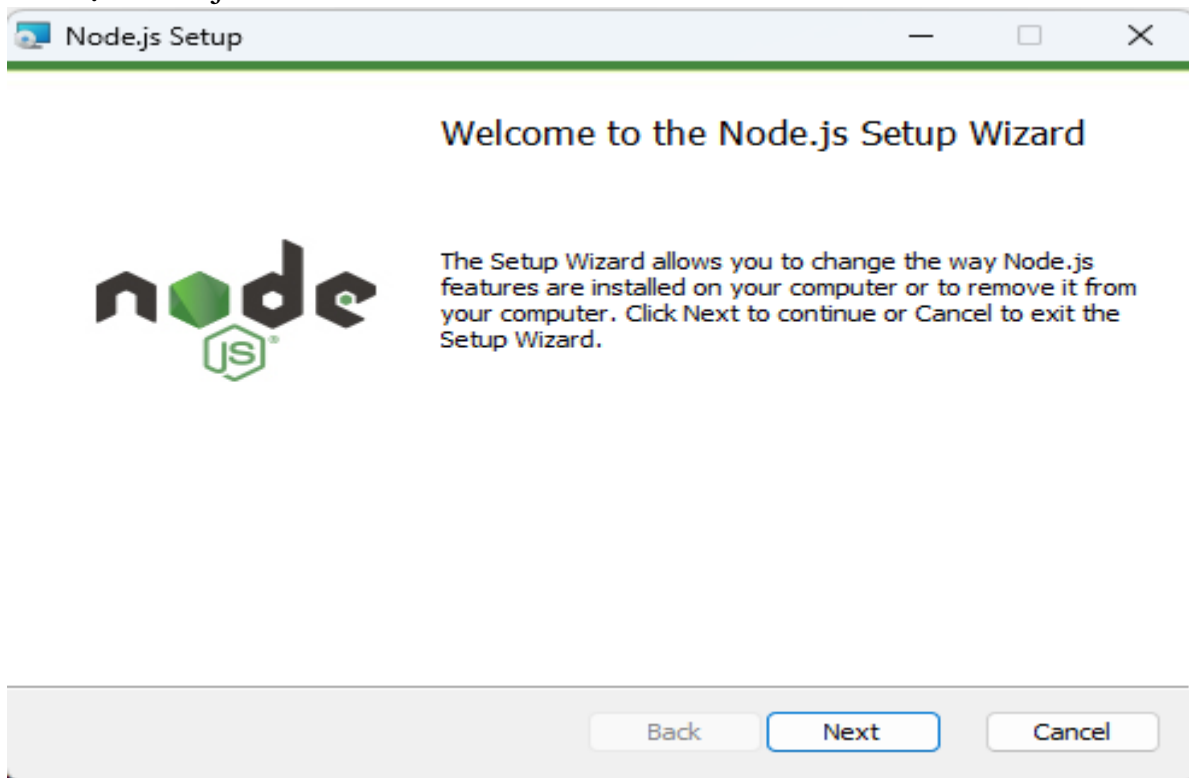 Node.js Setup
Welcome to the Node.js Setup Wizard
node
JS®
The Setup Wizard allows you to change the way Node.js
features are installed on your computer or to remove it from
your computer. Click Next to continue or Cancel to exit the
Setup Wizard.
Back Next Cancel